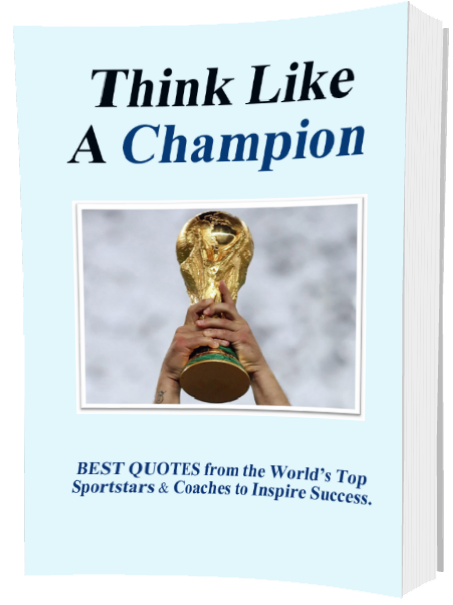 Think Like
A Champion
BEST QUOTES from the World's Top
Sportstars & Coaches to Inspire Success.